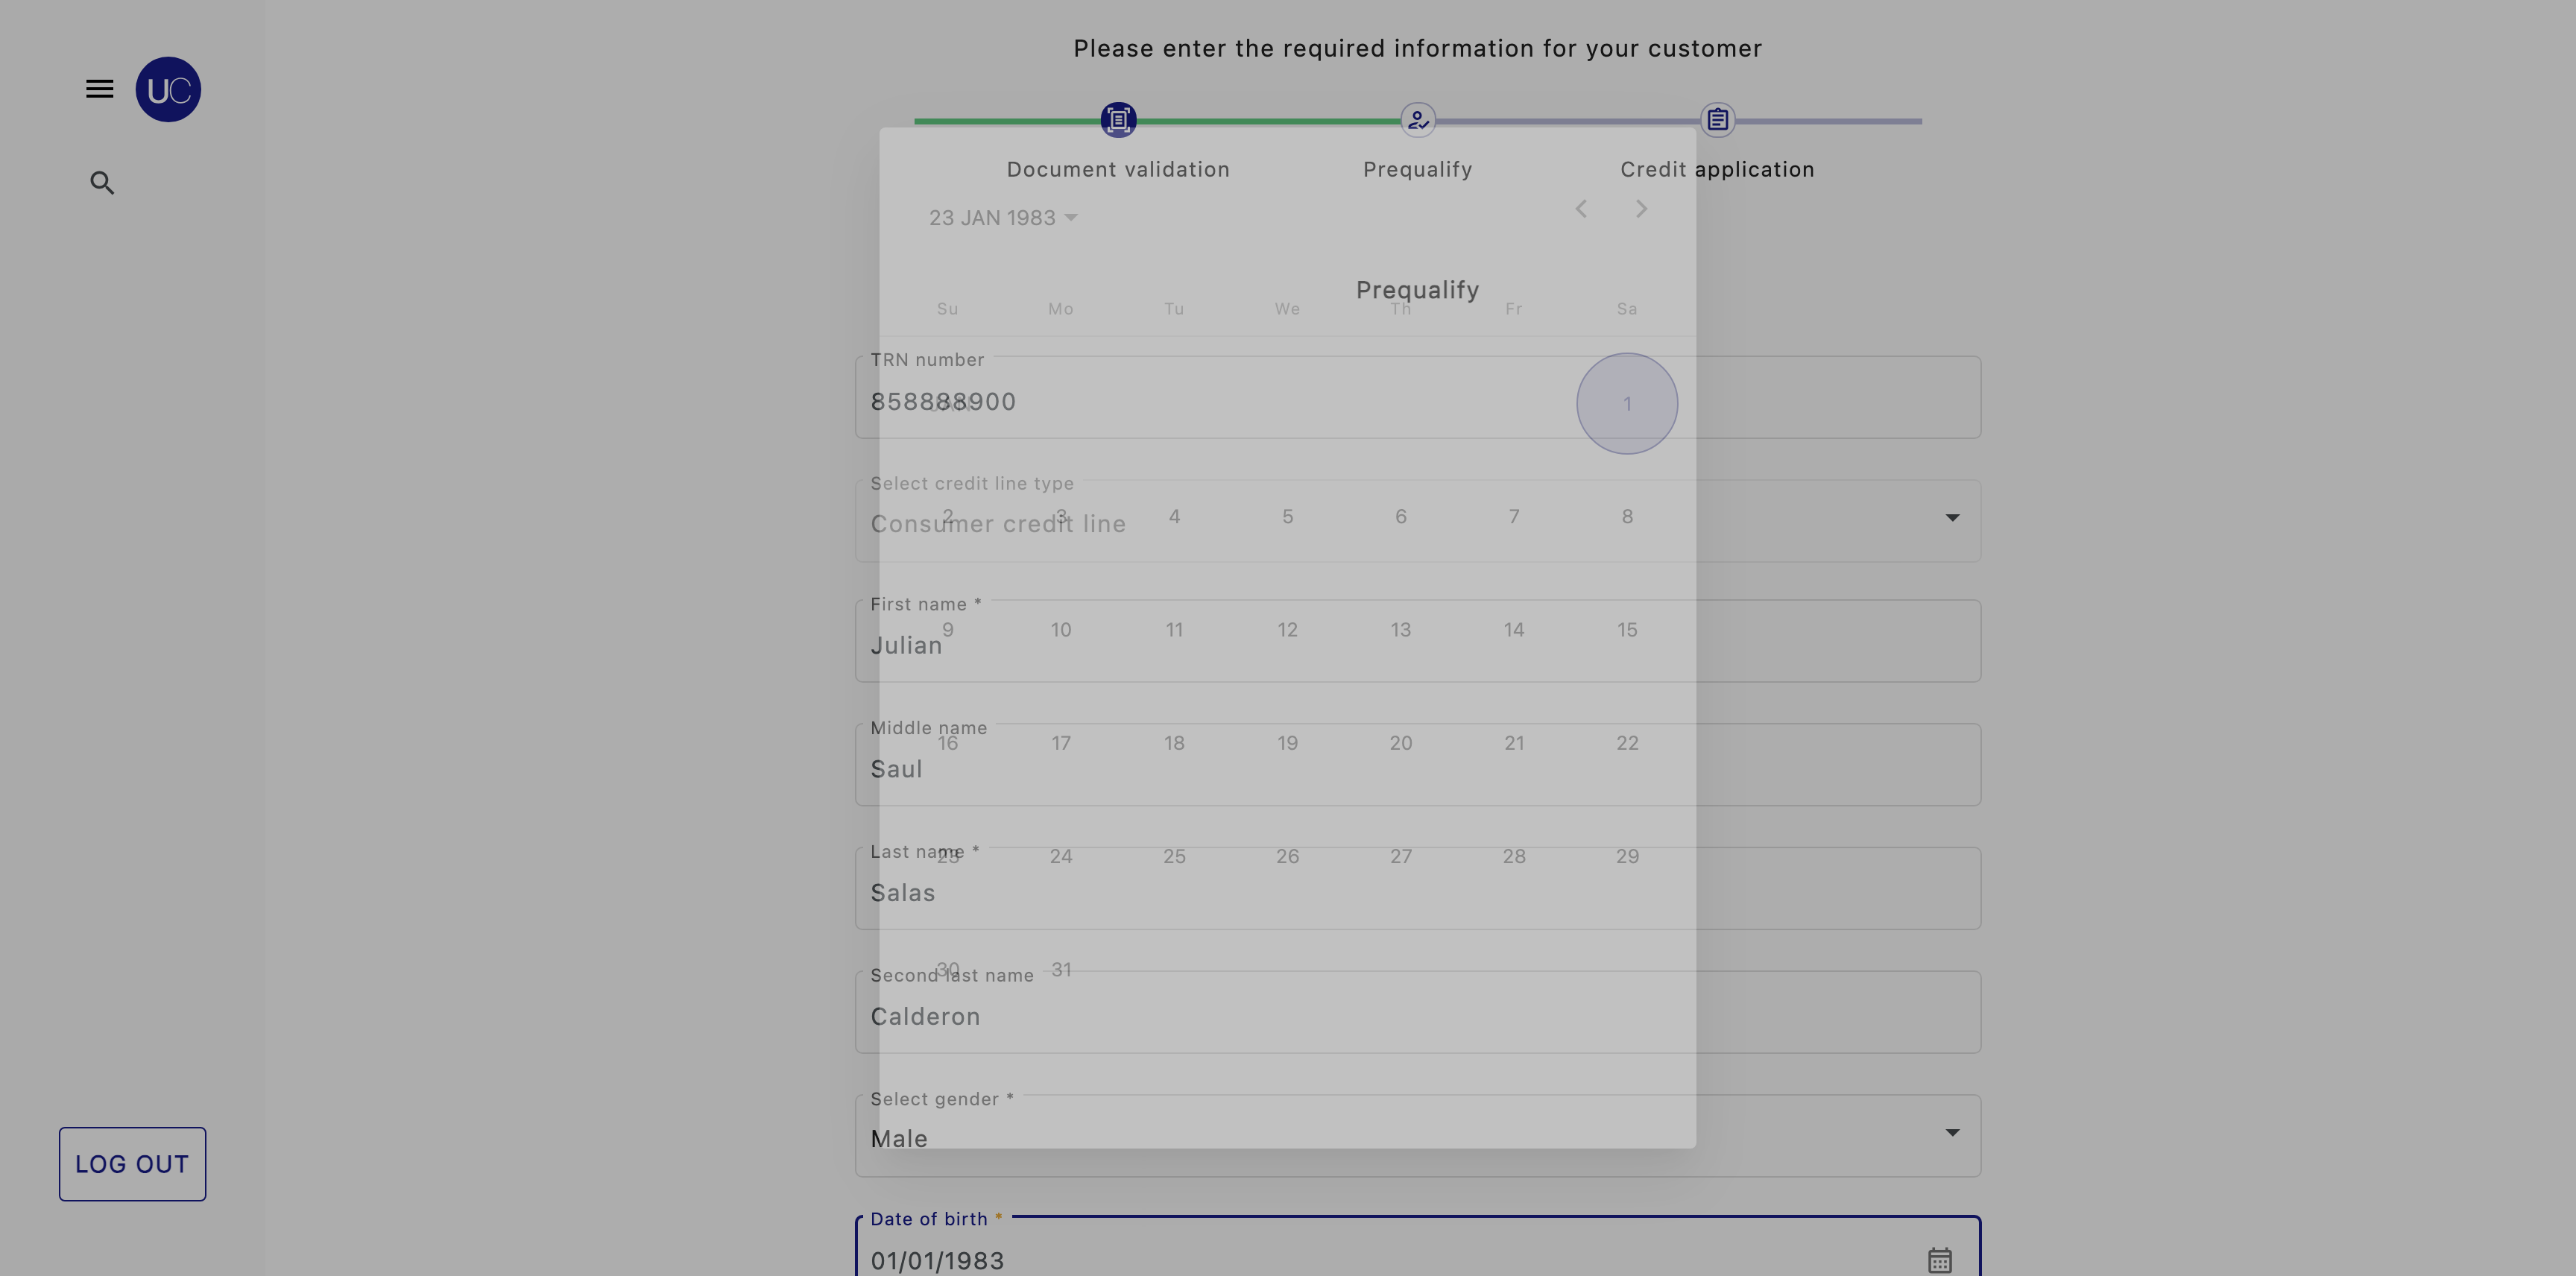 Please enter the required information for your customer
UC
Document validation
Prequalify
Credit application
23 JAN 1983
Prequalify
Su Mo Tu We Th Fr Sa
TRN number
858888900
JAN 1
Select credit line type
Consumer credit line
2 3 4 5 6 7 8
First name *
Julian
9 10 11 12 13 14 15
Middle name
Saul
16 17 18 19 20 21 22
Last name *
Salas
23 24 25 26 27 28 29
Second last name
Calderon
30 31
Select gender *
Male
LOG OUT
Date of birth *
01/01/1983